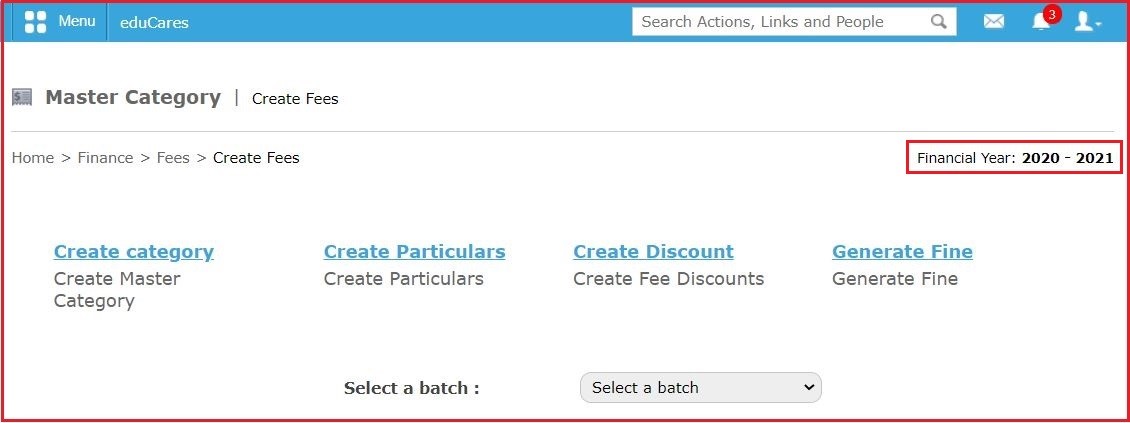 Menu eduCares Search Actions, Links and People 3
Master Category | Create Fees
Home > Finance > Fees > Create Fees Financial Year: 2020 - 2021
Create category Create Particulars Create Discount Generate Fine
Create Master Create Particulars Create Fee Discounts Generate Fine
Category
Select a batch : Select a batch